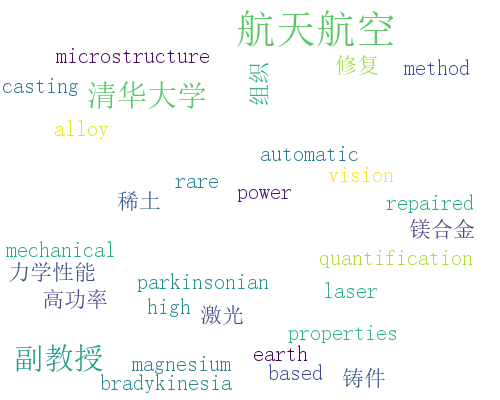 航天航空
microstructure
组织
修复
method
casting
清华大学
alloy
automatic
vision
rare
power
稀土
repaired
镁合金
mechanical
quantification
力学性能
parkinsonian
laser
高功率
high
激光
properties
副教授
earth
magnesium
based
铸件
bradykinesia